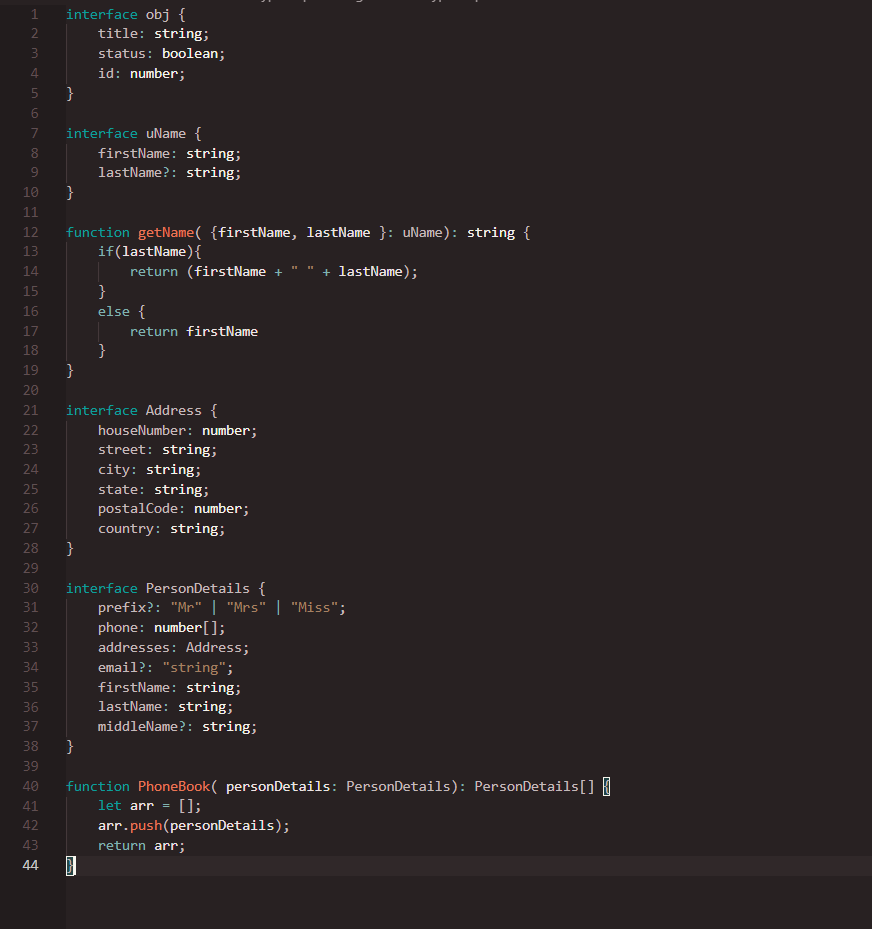 1 interface obj {
2     title: string;
3     status: boolean;
4     id: number;
5 }
6
7 interface uName {
8     firstName: string;
9     lastName?: string;
10 }
11
12 function getName( {firstName, lastName }: uName): string {
13     if(lastName){
14         return (firstName + " " + lastName);
15     }
16     else {
17         return firstName
18     }
19 }
20
21 interface Address {
22     houseNumber: number;
23     street: string;
24     city: string;
25     state: string;
26     postalCode: number;
27     country: string;
28 }
29
30 interface PersonDetails {
31     prefix?: "Mr" | "Mrs" | "Miss";
32     phone: number[];
33     addresses: Address;
34     email?: "string";
35     firstName: string;
36     lastName: string;
37     middleName?: string;
38 }
39
40 function PhoneBook( personDetails: PersonDetails): PersonDetails[] {
41     let arr = [];
42     arr.push(personDetails);
43     return arr;
44 }